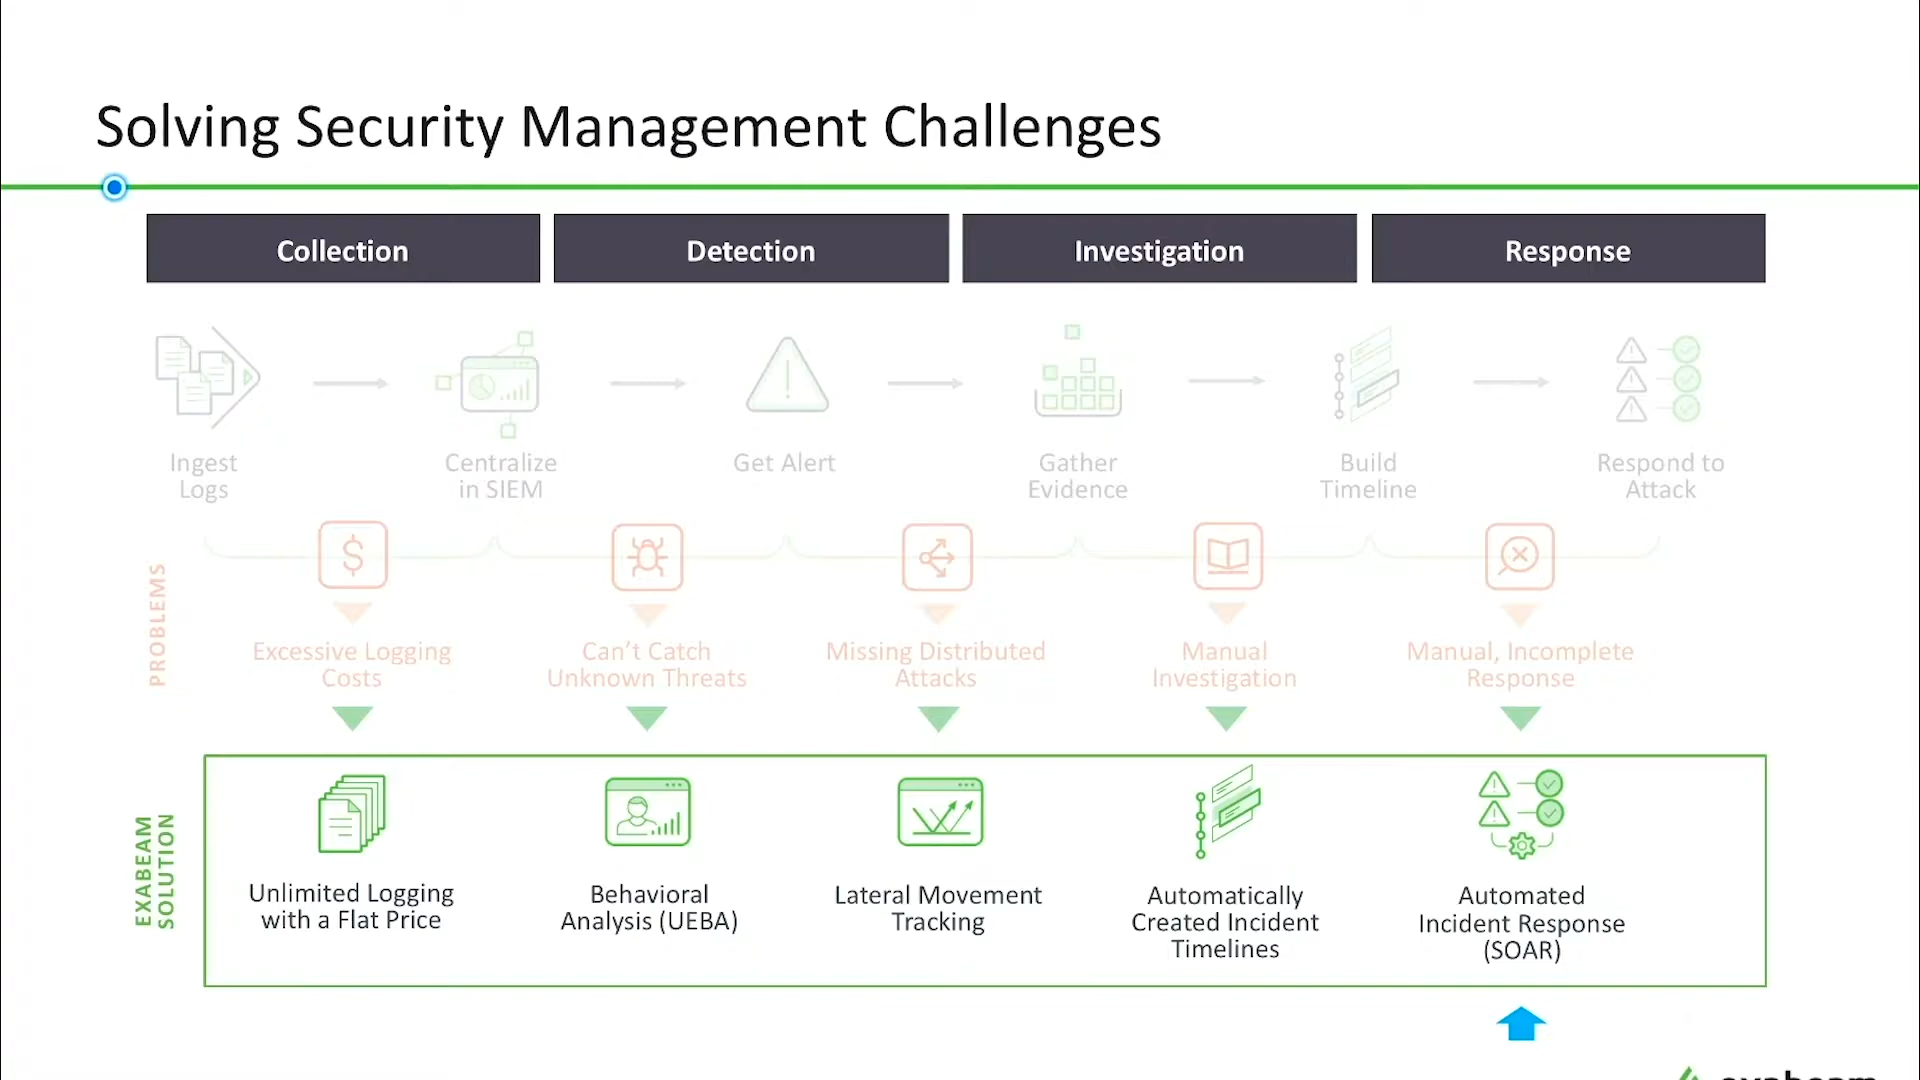 Solving Security Management Challenges
Collection
Detection
Investigation
Response
Ingest
Logs
Centralize
in SIEM
Get Alert
Gather
Evidence
Build
Timeline
Respond to
Attack
PROBLEMS
$
Excessive Logging
Costs
Can’t Catch
Unknown Threats
Missing Distributed
Attacks
Manual
Investigation
Manual, Incomplete
Response
EXABEAM
SOLUTION
Unlimited Logging
with a Flat Price
Behavioral
Analysis (UEBA)
Lateral Movement
Tracking
Automatically
Created Incident
Timelines
Automated
Incident Response
(SOAR)
exabeam